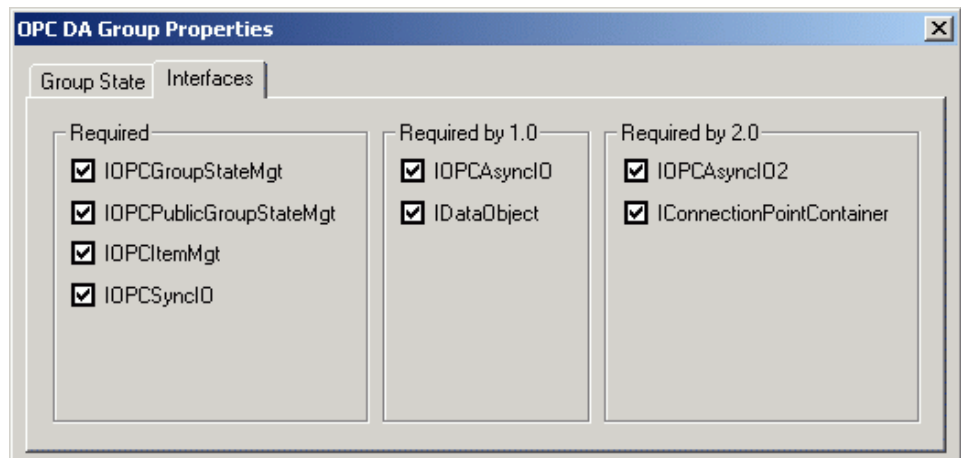 OPC DA Group Properties
Group State Interfaces
Required
IOPCGroupStateMgt
IOPCPublicGroupStateMgt
IOPCItemMgt
IOPCSyncIO
Required by 1.0
IOPCAsyncIO
IDataObject
Required by 2.0
IOPCAsyncIO2
IConnectionPointContainer